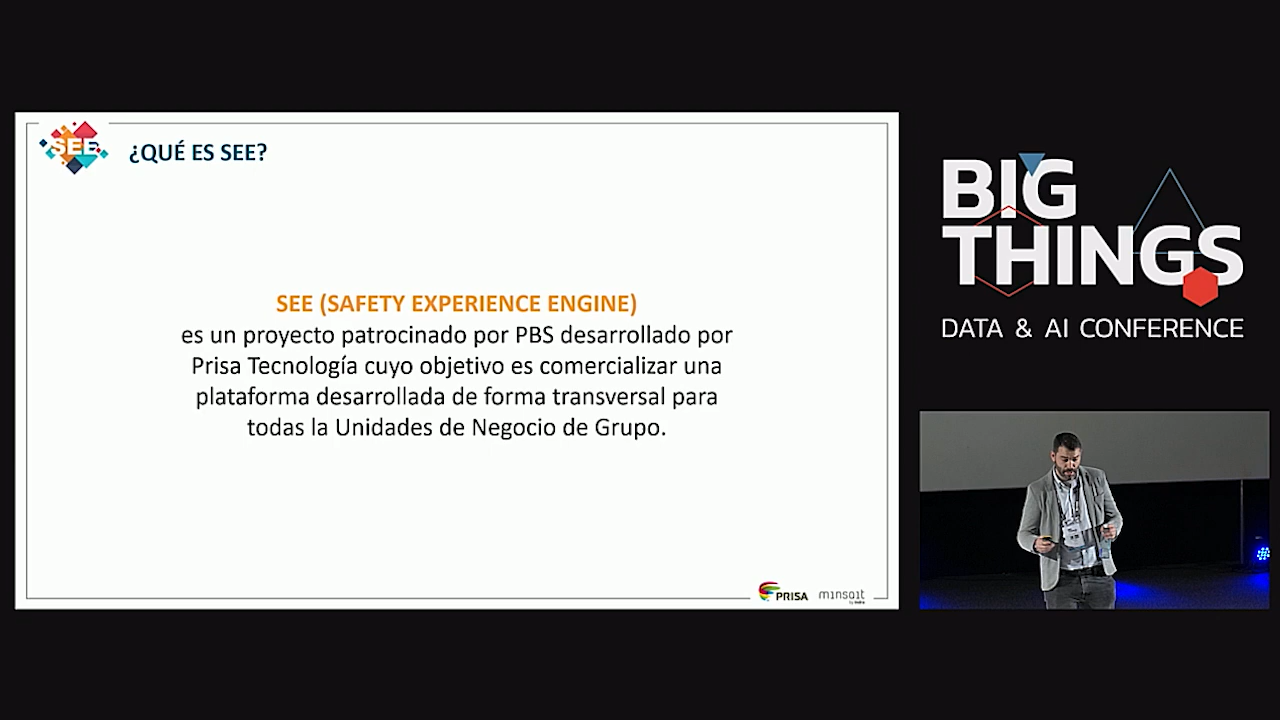 SEE
¿QUÉ ES SEE?
SEE (SAFETY EXPERIENCE ENGINE)
es un proyecto patrocinado por PBS desarrollado por
Prisa Tecnología cuyo objetivo es comercializar una
plataforma desarrollada de forma transversal para
todas la Unidades de Negocio de Grupo.
PRISA
minsait
BIG
THINGS
DATA & AI CONFERENCE